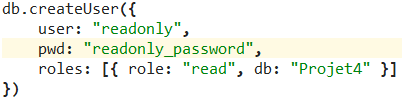 db.createUser({
    user: "readonly",
    pwd: "readonly_password",
    roles: [{ role: "read", db: "Projet4" }]
})